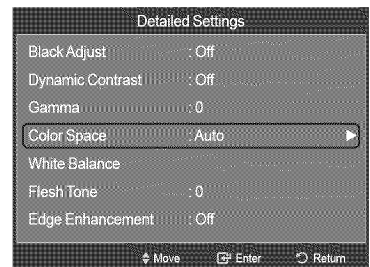 Detailed Settings
Black Adjust : Off
Dynamic Contrast : Off
Gamma : 0
Color Space : Auto
White Balance
Flesh Tone : 0
Edge Enhancement : Off
Move Enter Return